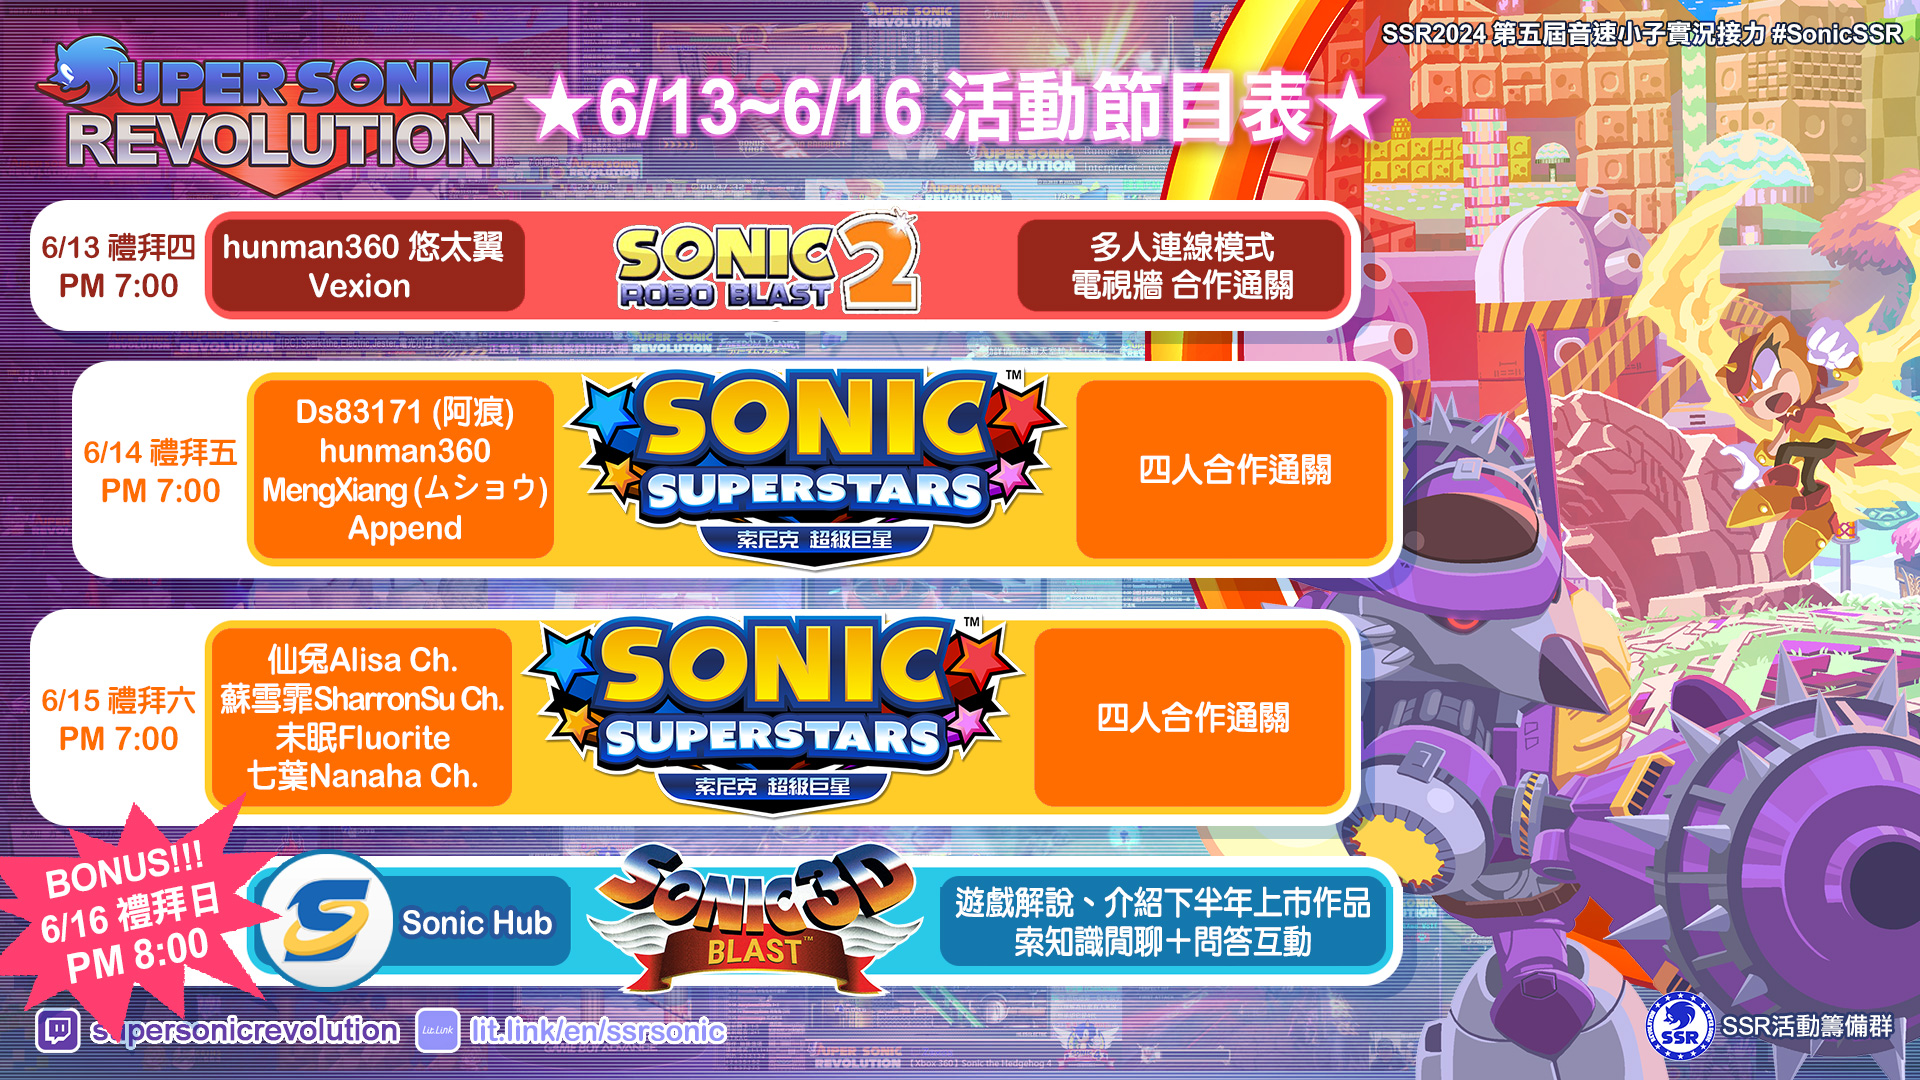 SSR2024 第五屆音速小子實況接力 #SonicSSR
SUPER SONIC
REVOLUTION
★6/13~6/16 活動節目表★
6/13 禮拜四
PM 7:00
hunman360 悠太翼
Vexion
SONIC
ROBO BLAST 2
多人連線模式
電視牆 合作通關
6/14 禮拜五
PM 7:00
Ds83171 (阿痕)
hunman360
MengXiang (ムショウ)
Append
SONIC™
SUPERSTARS
索尼克 超級巨星
四人合作通關
6/15 禮拜六
PM 7:00
仙兔Alisa Ch.
蘇雪霏SharronSu Ch.
未眠Fluorite
七葉Nanaha Ch.
SONIC™
SUPERSTARS
索尼克 超級巨星
四人合作通關
BONUS!!!
6/16 禮拜日
PM 8:00
Sonic Hub
SONIC 3D
BLAST™
遊戲解說、介紹下半年上市作品
索知識閒聊＋問答互動
supersonicrevolution
Lit.Link
lit.link/en/ssrsonic
SSR
SSR活動籌備群